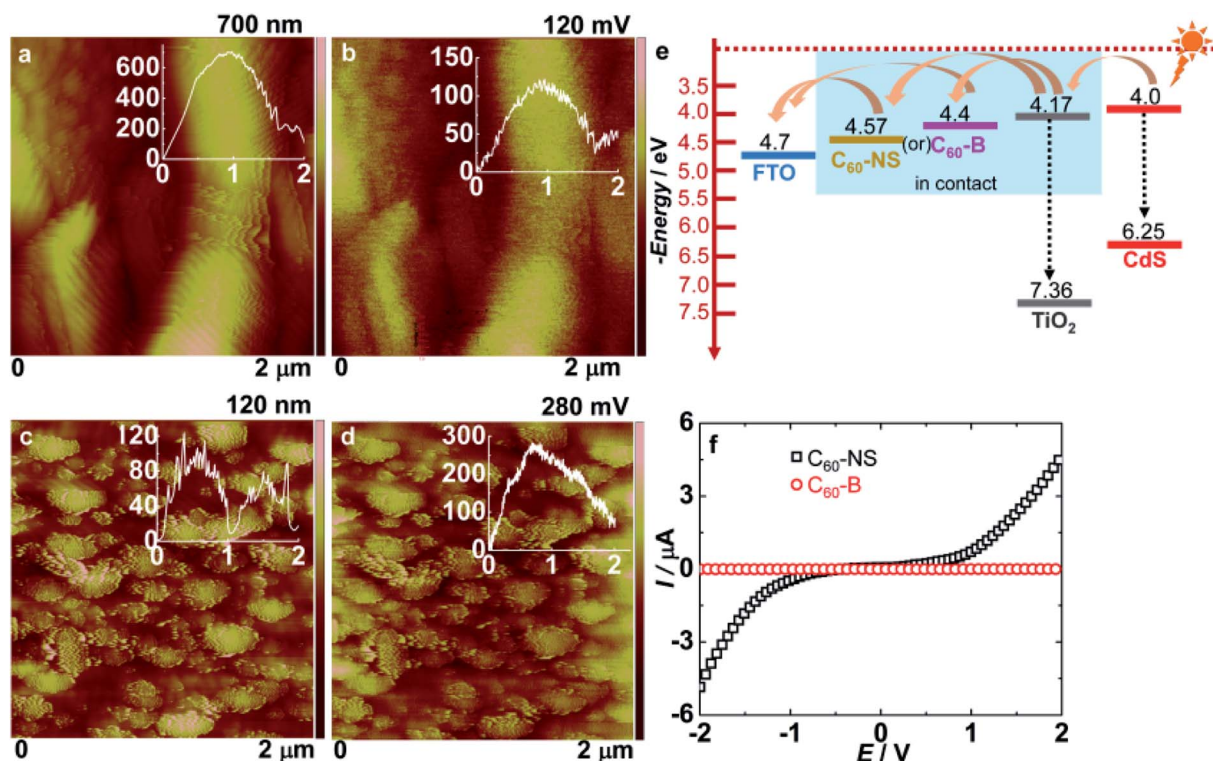 700 nm
a
600
400
200
0
0 1 2
0 2 μm
120 mV
b
150
100
50
0
0 1 2
0 2 μm
120 nm
c
120
80
40
0
0 1 2
0 2 μm
280 mV
d
300
200
100
0
0 1 2
0 2 μm
e
-Energy / eV
3.5
4.0
4.5
5.0
5.5
6.0
6.5
7.0
7.5
4.7
FTO
4.57
C60-NS
(or)
4.4
C60-B
in contact
4.17
7.36
TiO2
4.0
6.25
CdS
f
C60-NS
C60-B
I / μA
6
3
0
-3
-6
-2 -1 0 1 2
E / V